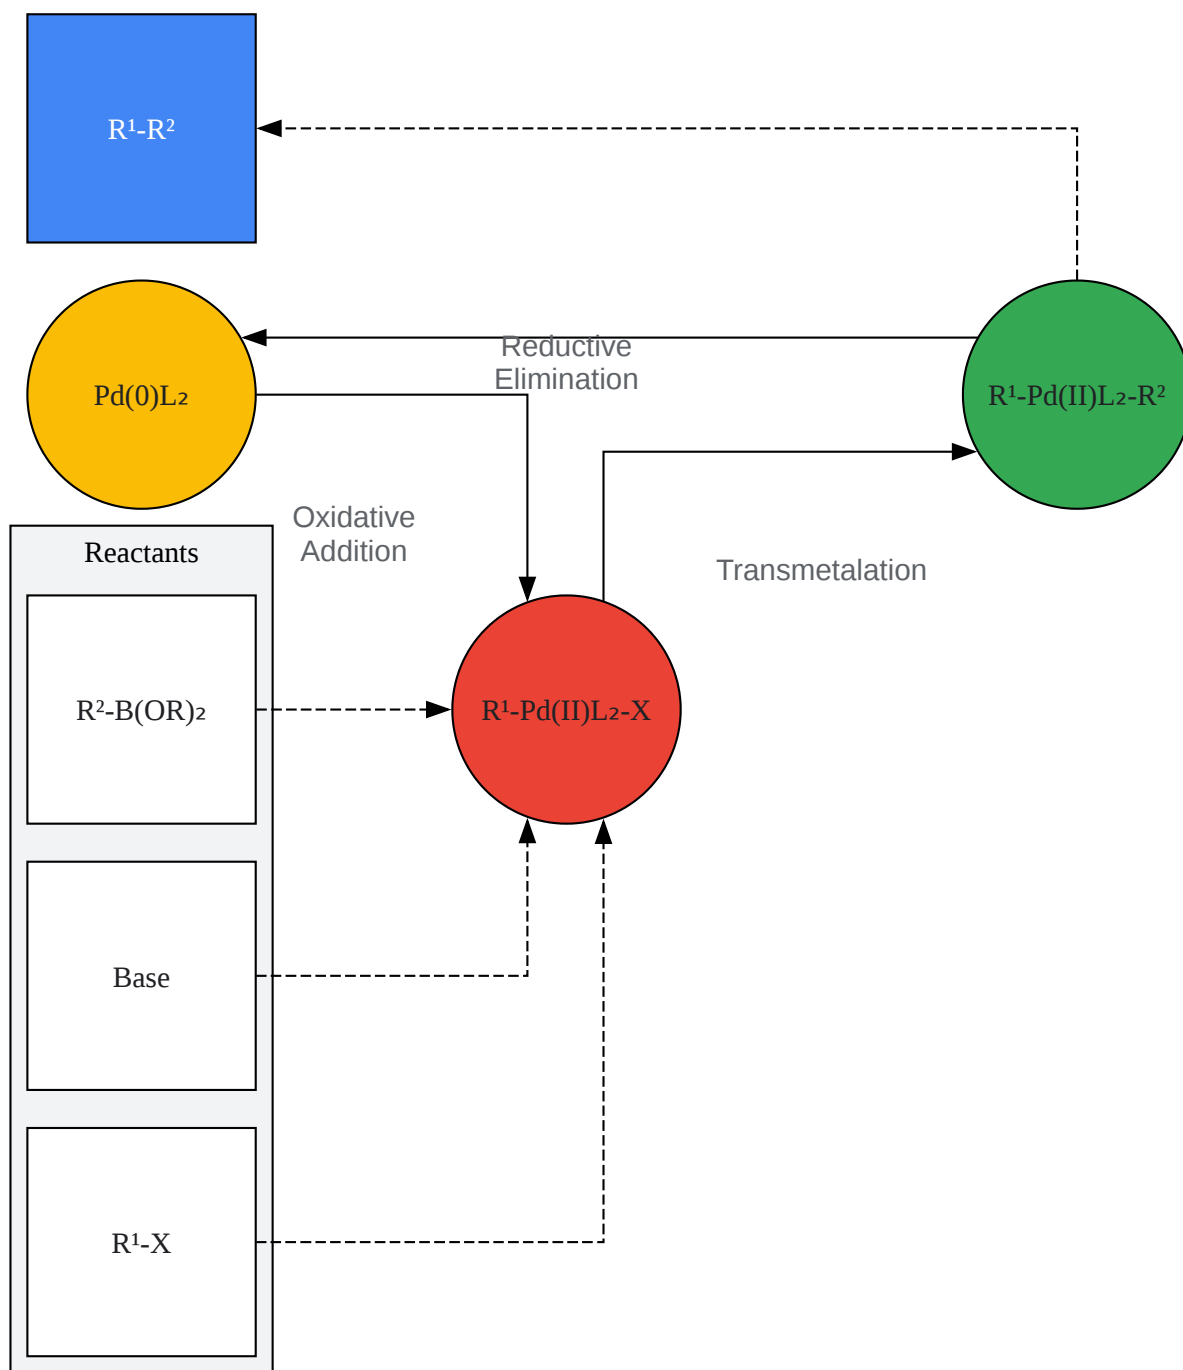 R¹-R²
Reductive
Elimination
Pd(0)L₂
R¹-Pd(II)L₂-R²
Oxidative
Addition
Reactants
Transmetalation
R²-B(OR)₂
R¹-Pd(II)L₂-X
Base
R¹-X